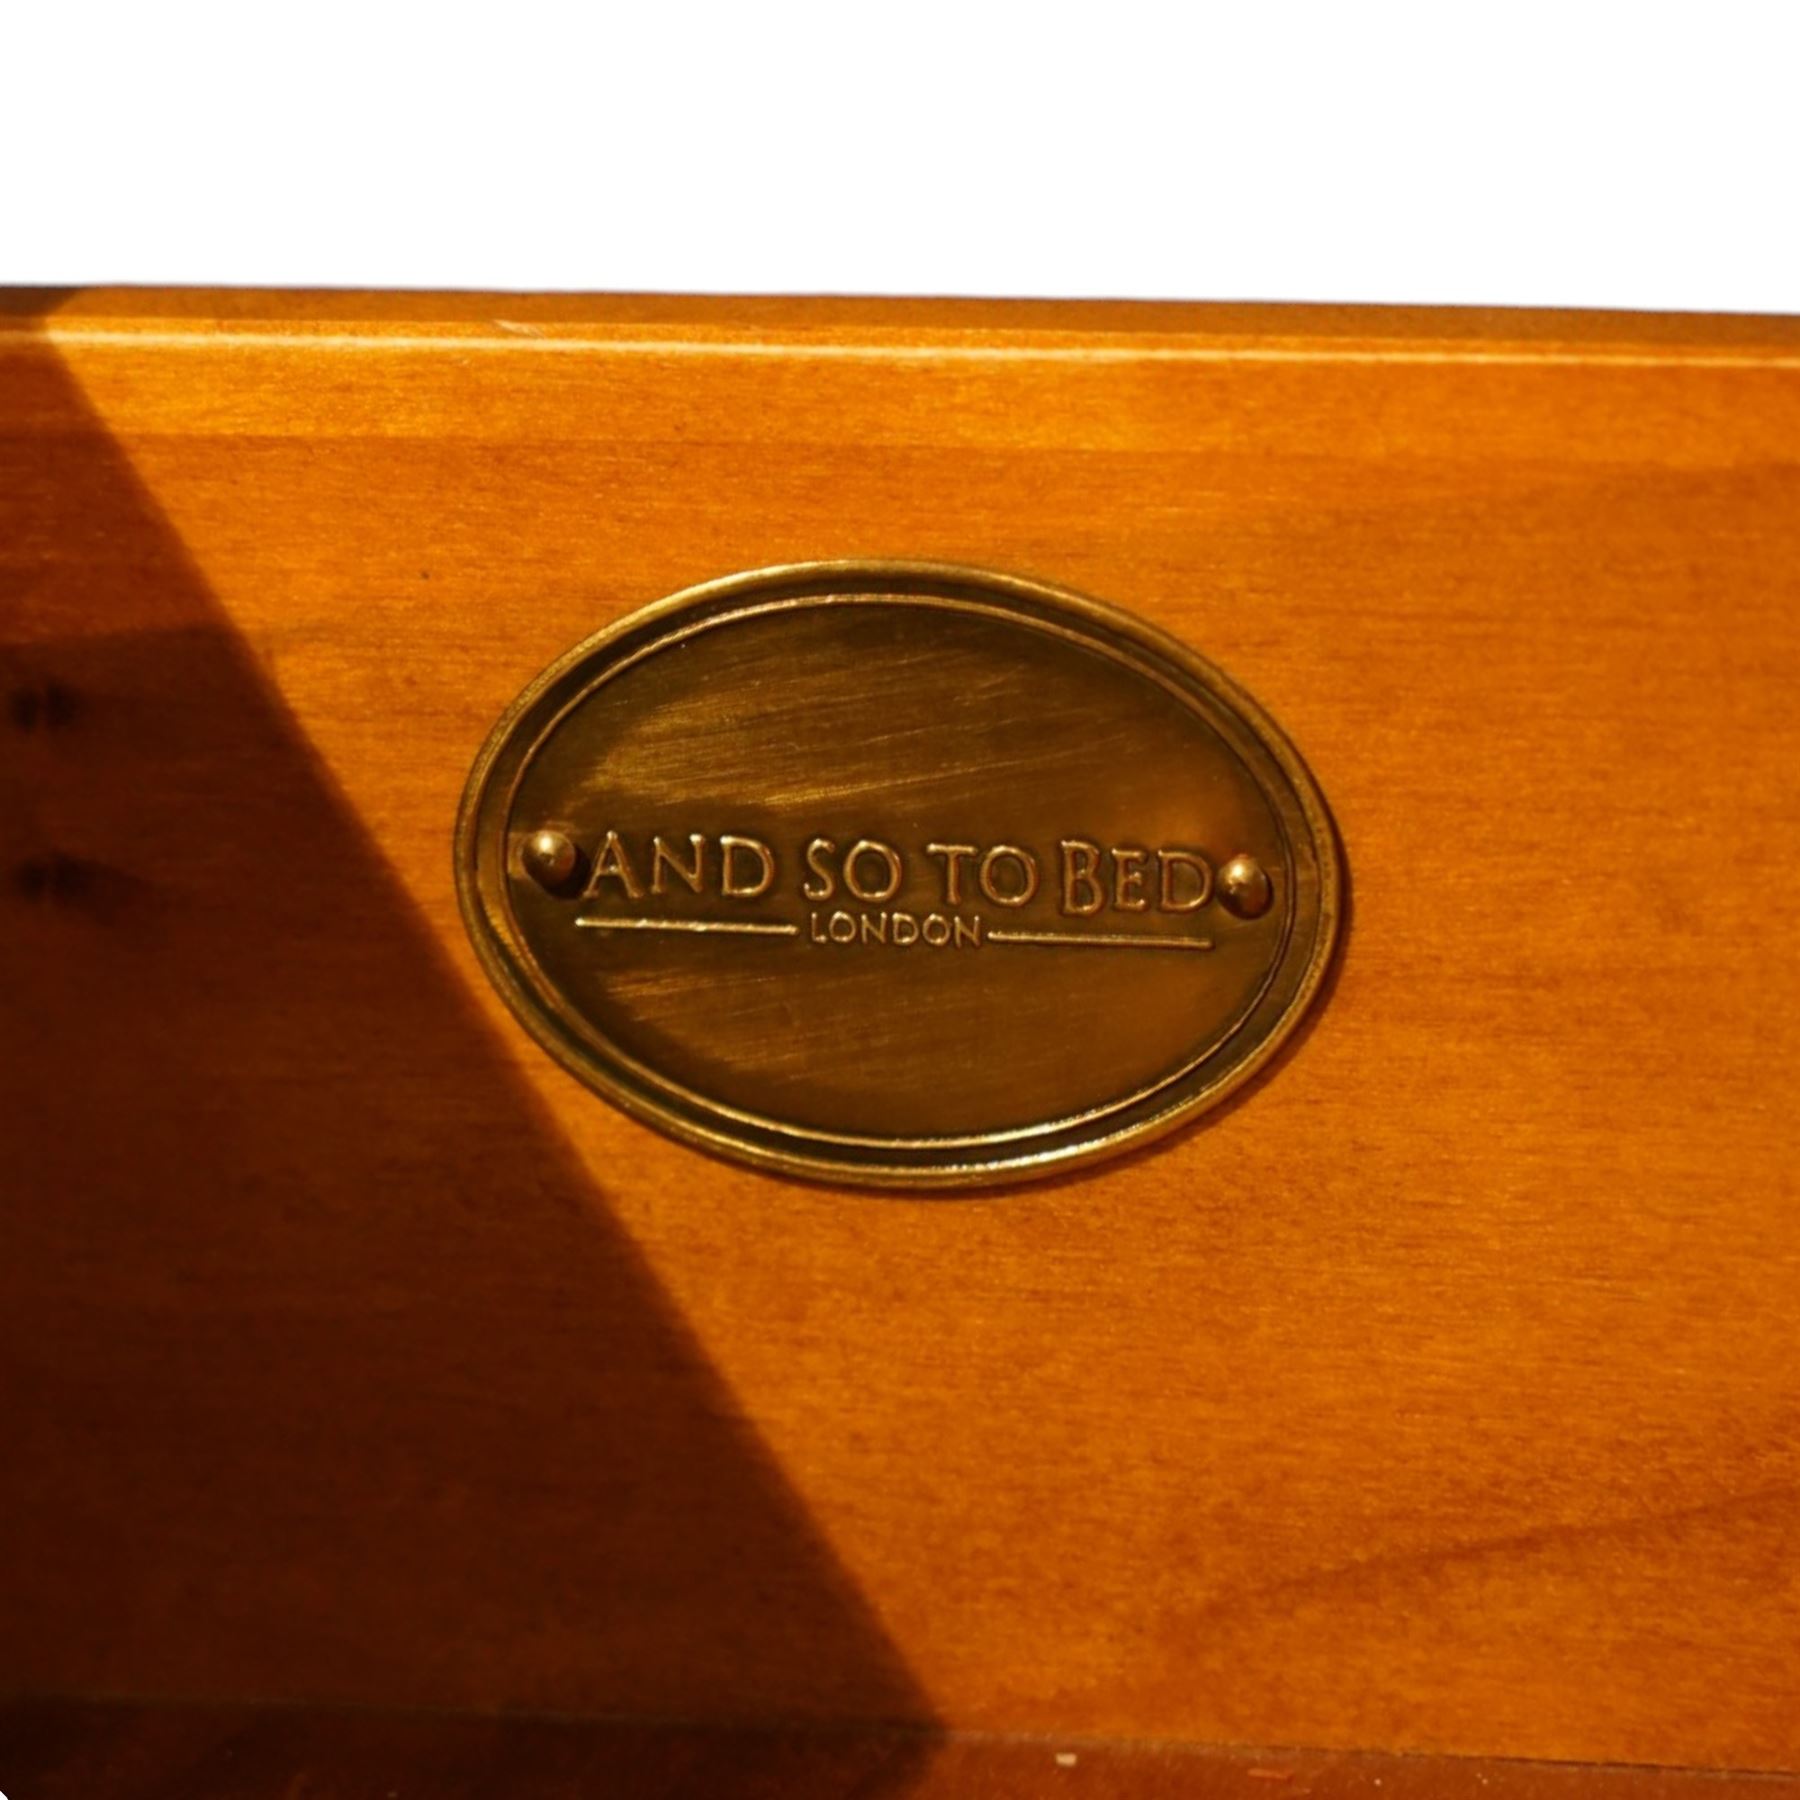 AND SO TO BED
LONDON